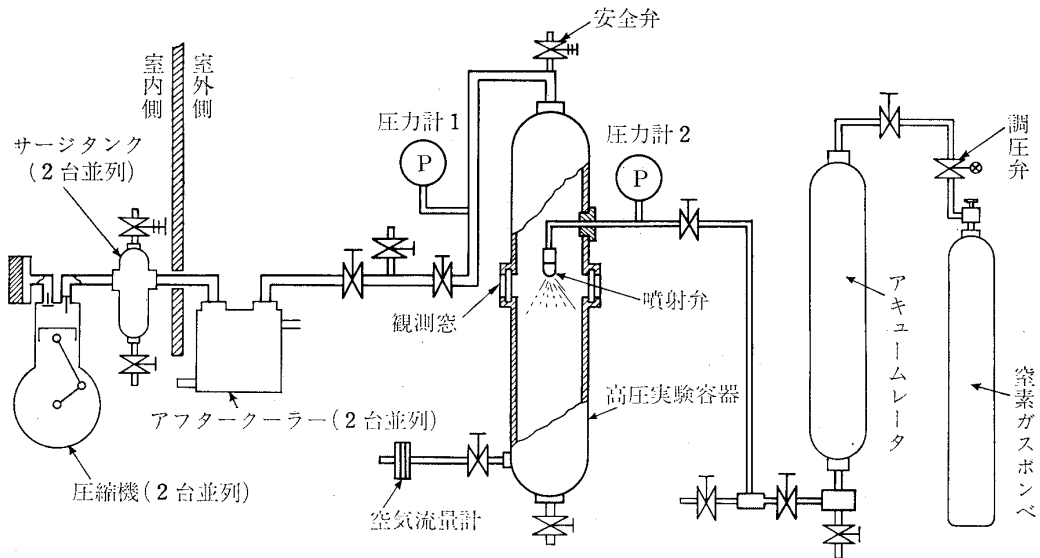 安全弁
室内側
室外側
サージタンク
(2台並列)
圧力計1
P
圧力計2
P
調圧弁
観測窓
噴射弁
アキュームレータ
窒素ガスボンベ
アフタークーラー(2台並列)
高圧実験容器
圧縮機(2台並列)
空気流量計